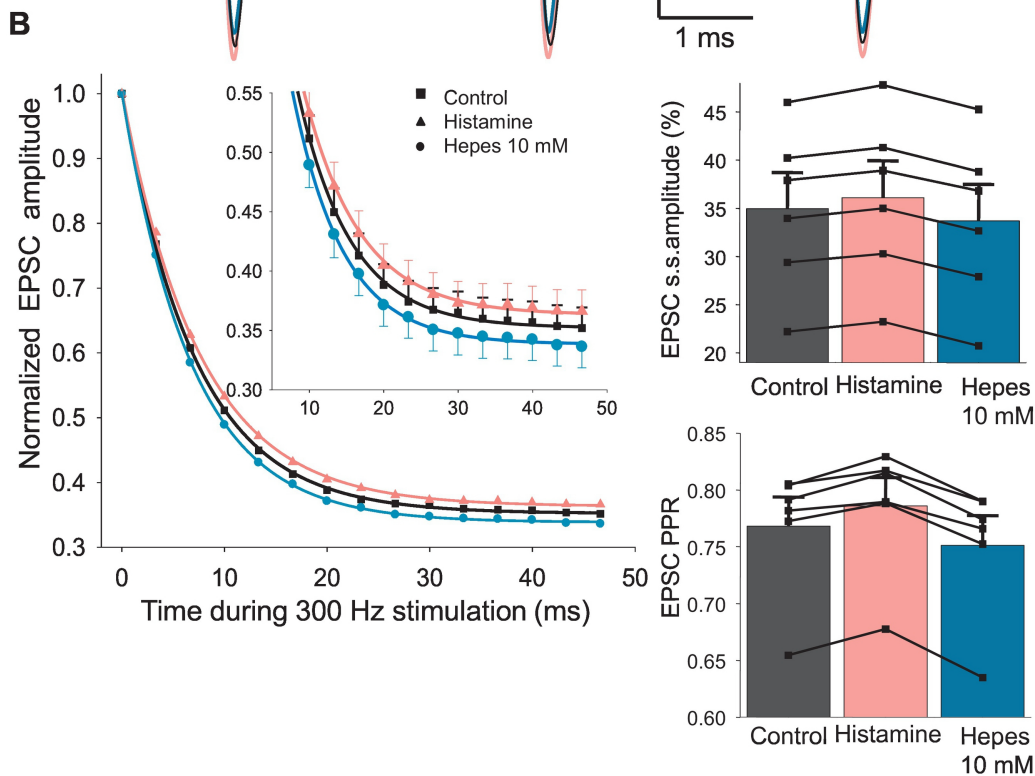 B
1 ms
Normalized EPSC amplitude
1.0
0.9
0.8
0.7
0.6
0.5
0.4
0.3
0 10 20 30 40 50
Time during 300 Hz stimulation (ms)
0.55
0.50
0.45
0.40
0.35
0.30
10 20 30 40 50
Control
Histamine
Hepes 10 mM
EPSC s.s.amplitude (%)
45
40
35
30
25
20
Control Histamine Hepes
10 mM
EPSC PPR
0.85
0.80
0.75
0.70
0.65
0.60
Control Histamine Hepes
10 mM